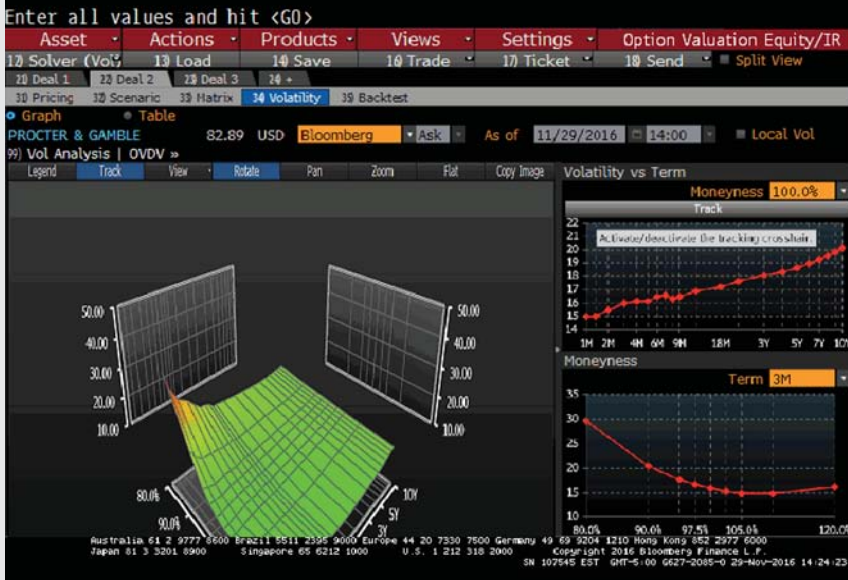 Enter all values and hit <GO>
Asset Actions Products Views Settings Option Valuation Equity/IR
12) Solver (Vol) 13) Load 14) Save 16) Trade 17) Ticket 18) Send Split View
21) Deal 1 22) Deal 2 23) Deal 3 24) +
31) Pricing 32) Scenario 33) Matrix 34) Volatility 35) Backtest
Graph Table
PROCTER & GAMBLE 82.89 USD Bloomberg Ask As of 11/29/2016 14:00 Local Vol
99) Vol Analysis | OVDV »
Legend Track View Rotate Pan Zoom Flat Copy Image
Volatility vs Term
Moneyness 100.0%
Track
Activate/deactivate the tracking crosshair.
22
21
20
19
18
17
16
15
14
1M 2M 4M 6M 9M 18M 3Y 5Y 7Y 10Y
50.00 50.00
40.00 40.00
30.00 30.00
20.00 20.00
10.00 10.00
80.0% 10Y
90.0% 5Y
3Y
Moneyness
Term 3M
35
30
25
20
15
10
80.0% 90.0% 97.5% 105.0% 120.0%
Australia 61 2 9777 8600 Brazil 5511 2395 9000 Europe 44 20 7330 7500 Germany 49 69 9204 1210 Hong Kong 852 2977 6000
Japan 81 3 3201 8900 Singapore 65 6212 1000 U.S. 1 212 318 2000 Copyright 2016 Bloomberg Finance L.P.
SN 107545 EST GMT-5:00 G627-2085-0 29-Nov-2016 14:24:23